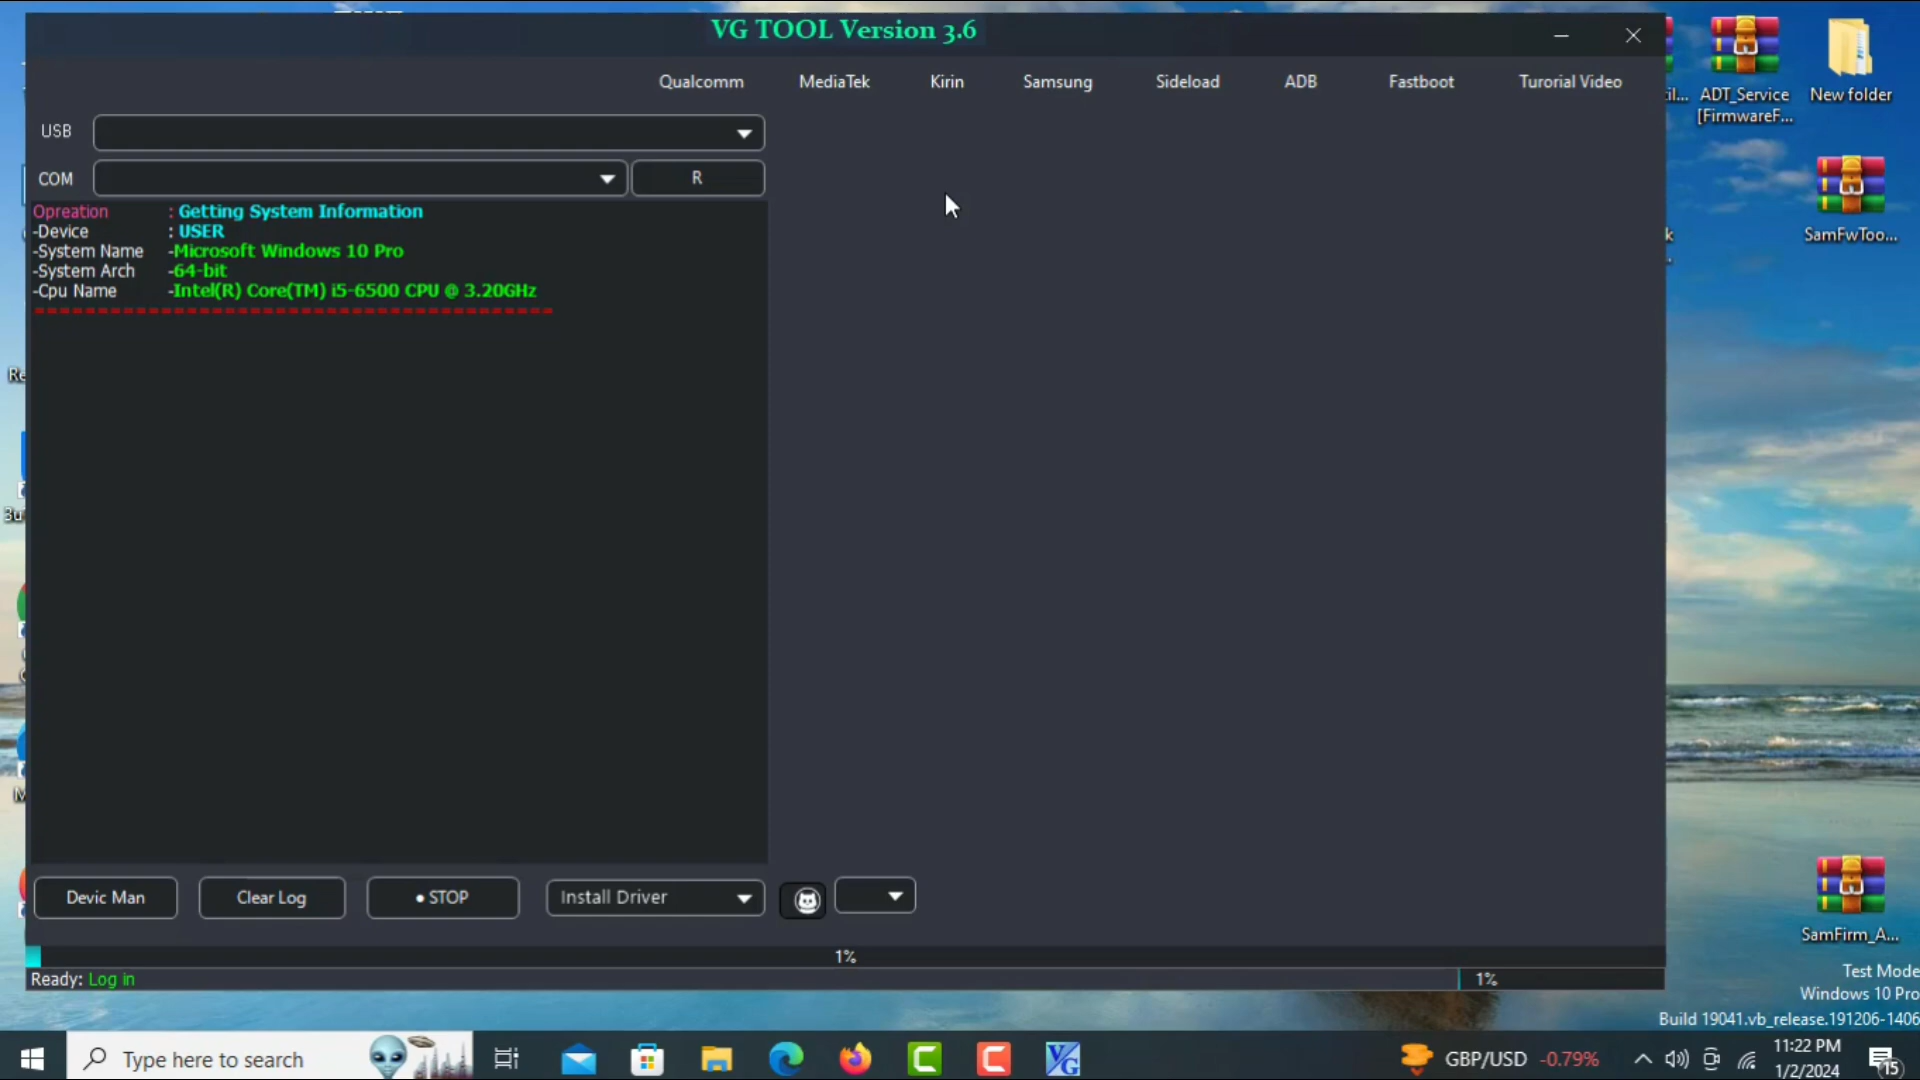 VG TOOL Version 3.6
Qualcomm MediaTek Kirin Samsung Sideload ADB Fastboot Turorial Video
USB
COM R
Opreation : Getting System Information
-Device : USER
-System Name -Microsoft Windows 10 Pro
-System Arch -64-bit
-Cpu Name -Intel(R) Core(TM) i5-6500 CPU @ 3.20GHz
Devic Man Clear Log • STOP Install Driver
1%
Ready: Log in 1%
ADT_Service
[FirmwareF...
New folder
SamFwToo...
SamFirm_A...
Test Mode
Windows 10 Pro
Build 19041.vb_release.191206-1406
Type here to search
GBP/USD -0.79%
11:22 PM
1/2/2024
15